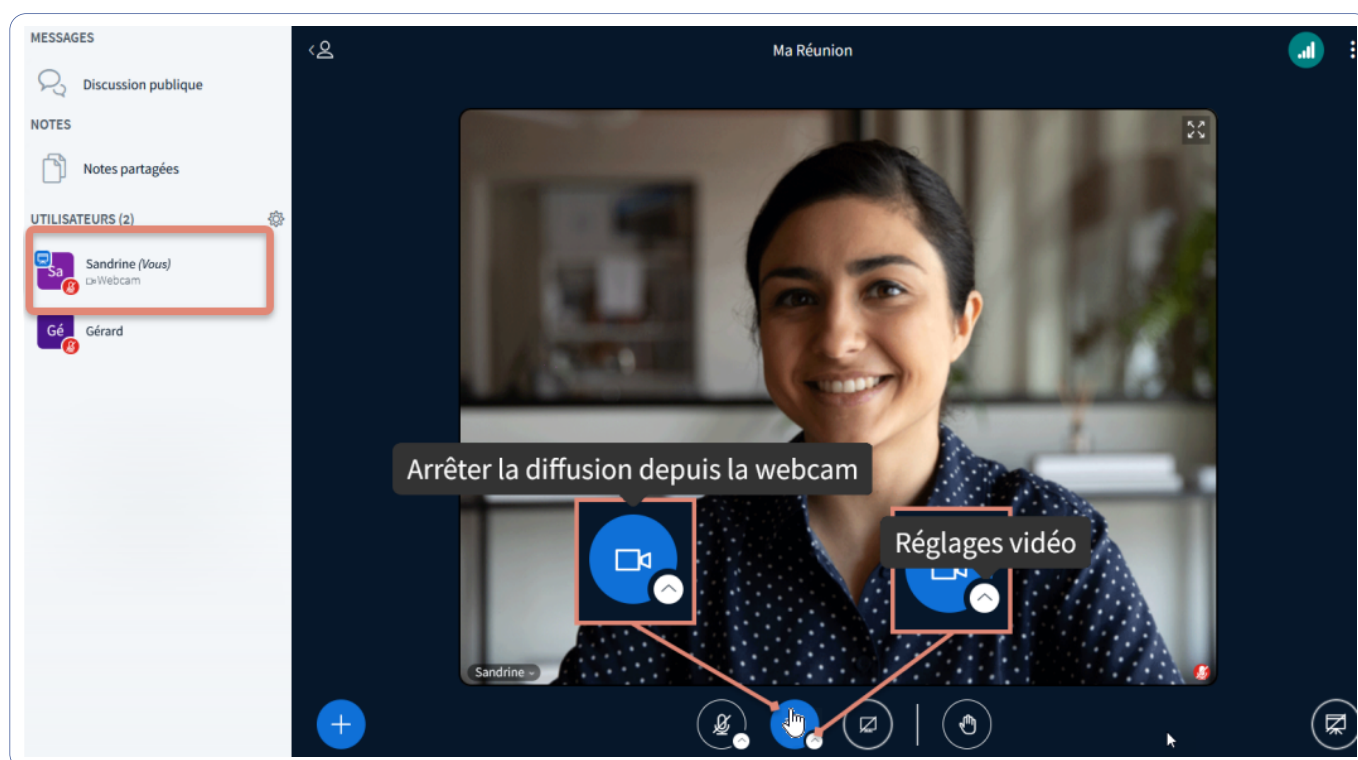 MESSAGES
Discussion publique
NOTES
Notes partagées
UTILISATEURS (2)
Sa
Sandrine (Vous)
Webcam
Gé
Gérard
Ma Réunion
Arrêter la diffusion depuis la webcam
Réglages vidéo
Sandrine